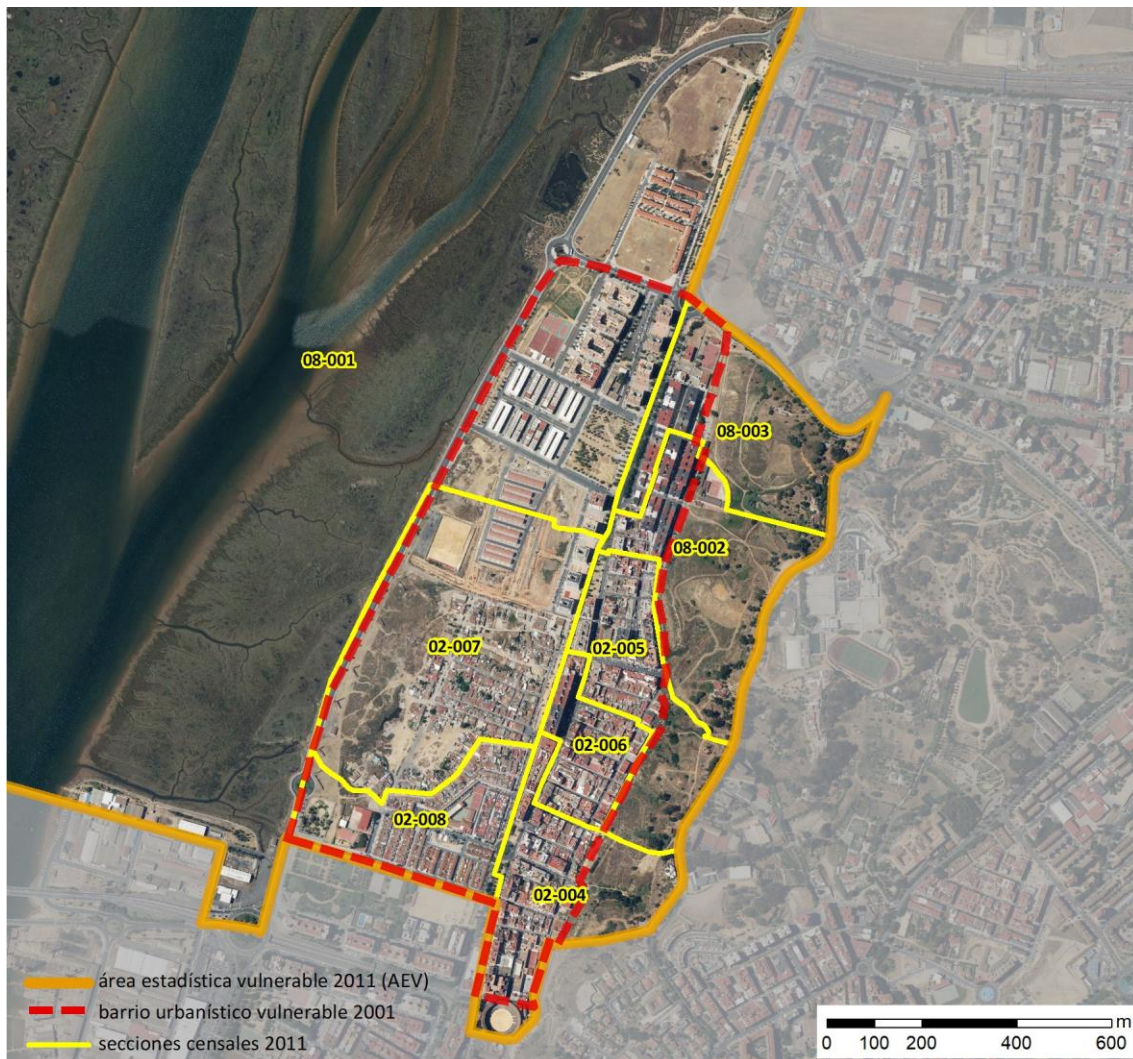 08-001
08-003
08-002
02-007
02-005
02-006
02-008
02-004
área estadística vulnerable 2011 (AEV)
barrio urbanístico vulnerable 2001
secciones censales 2011
m
0 100 200 400 600